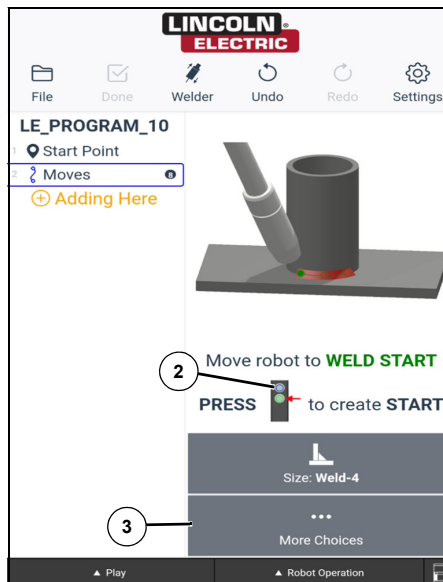 LINCOLN®
ELECTRIC
File
Done
Welder
Undo
Redo
Settings
LE_PROGRAM_10
1 Start Point
2 Moves 8
Adding Here
Move robot to WELD START
2
PRESS to create START
Size: Weld-4
3
More Choices
▲ Play
▲ Robot Operation